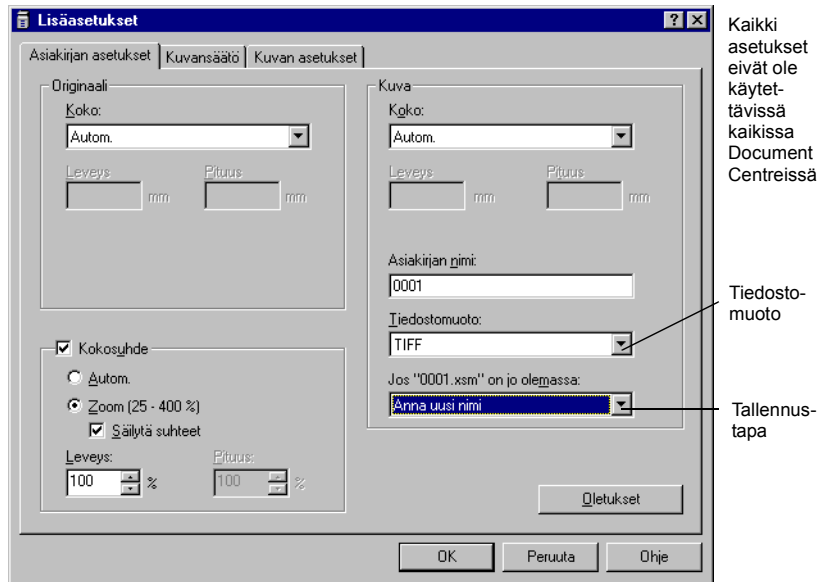 Lisäasetukset
Asiakirjan asetukset Kuvansäätö Kuvan asetukset
Originaali
Koko:
Autom.
Leveys Pituus
mm mm
Kokosuhde
Autom.
Zoom (25 - 400 %)
Säilytä suhteet
Leveys: Pituus:
100 % 100 %
Kuva
Koko:
Autom.
Leveys Pituus
mm mm
Asiakirjan nimi:
0001
Tiedostomuoto:
TIFF
Jos "0001.xsm" on jo olemassa:
Anna uusi nimi
Oletukset
OK Peruuta Ohje
Kaikki
asetukset
eivät ole
käytet-
tävissä
kaikissa
Document
Centreissä
Tiedosto-
muoto
Tallennus-
tapa